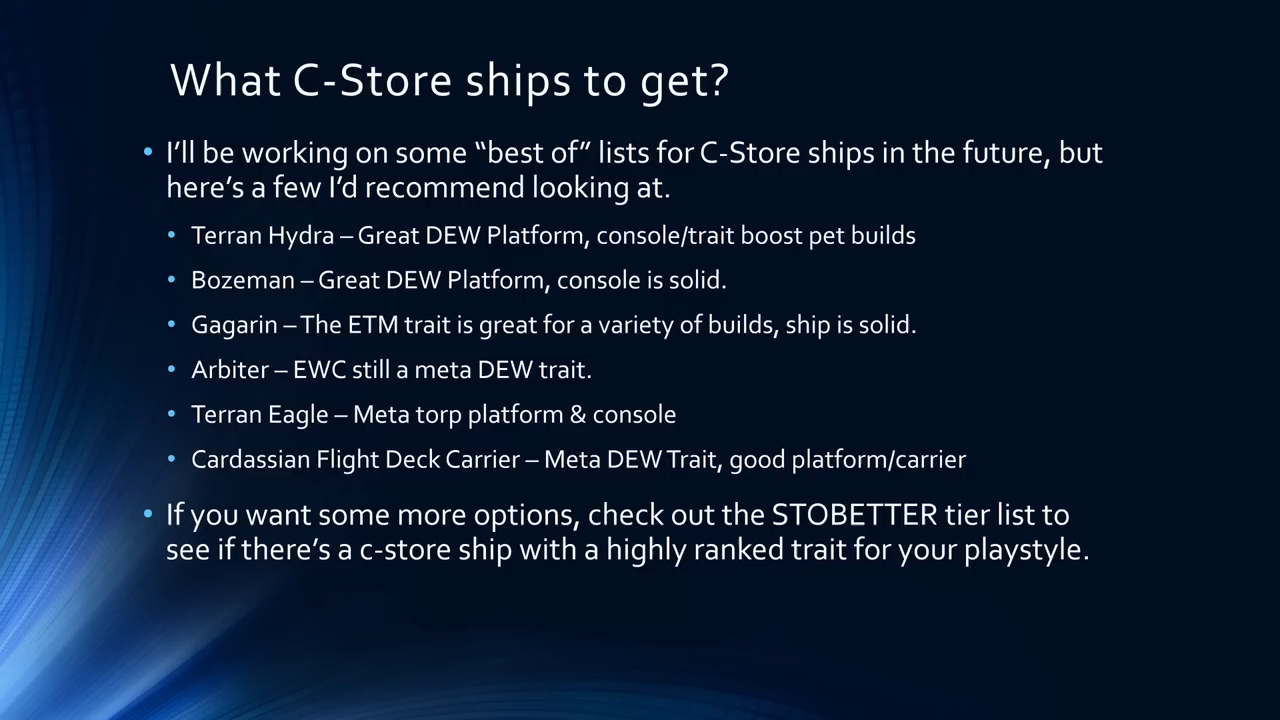 What C-Store ships to get?
• I'll be working on some “best of” lists for C-Store ships in the future, but
here's a few I'd recommend looking at.
• Terran Hydra – Great DEW Platform, console/trait boost pet builds
• Bozeman – Great DEW Platform, console is solid.
• Gagarin – The ETM trait is great for a variety of builds, ship is solid.
• Arbiter – EWC still a meta DEW trait.
• Terran Eagle – Meta torp platform & console
• Cardassian Flight Deck Carrier – Meta DEW Trait, good platform/carrier
• If you want some more options, check out the STOBETTER tier list to
see if there's a c-store ship with a highly ranked trait for your playstyle.